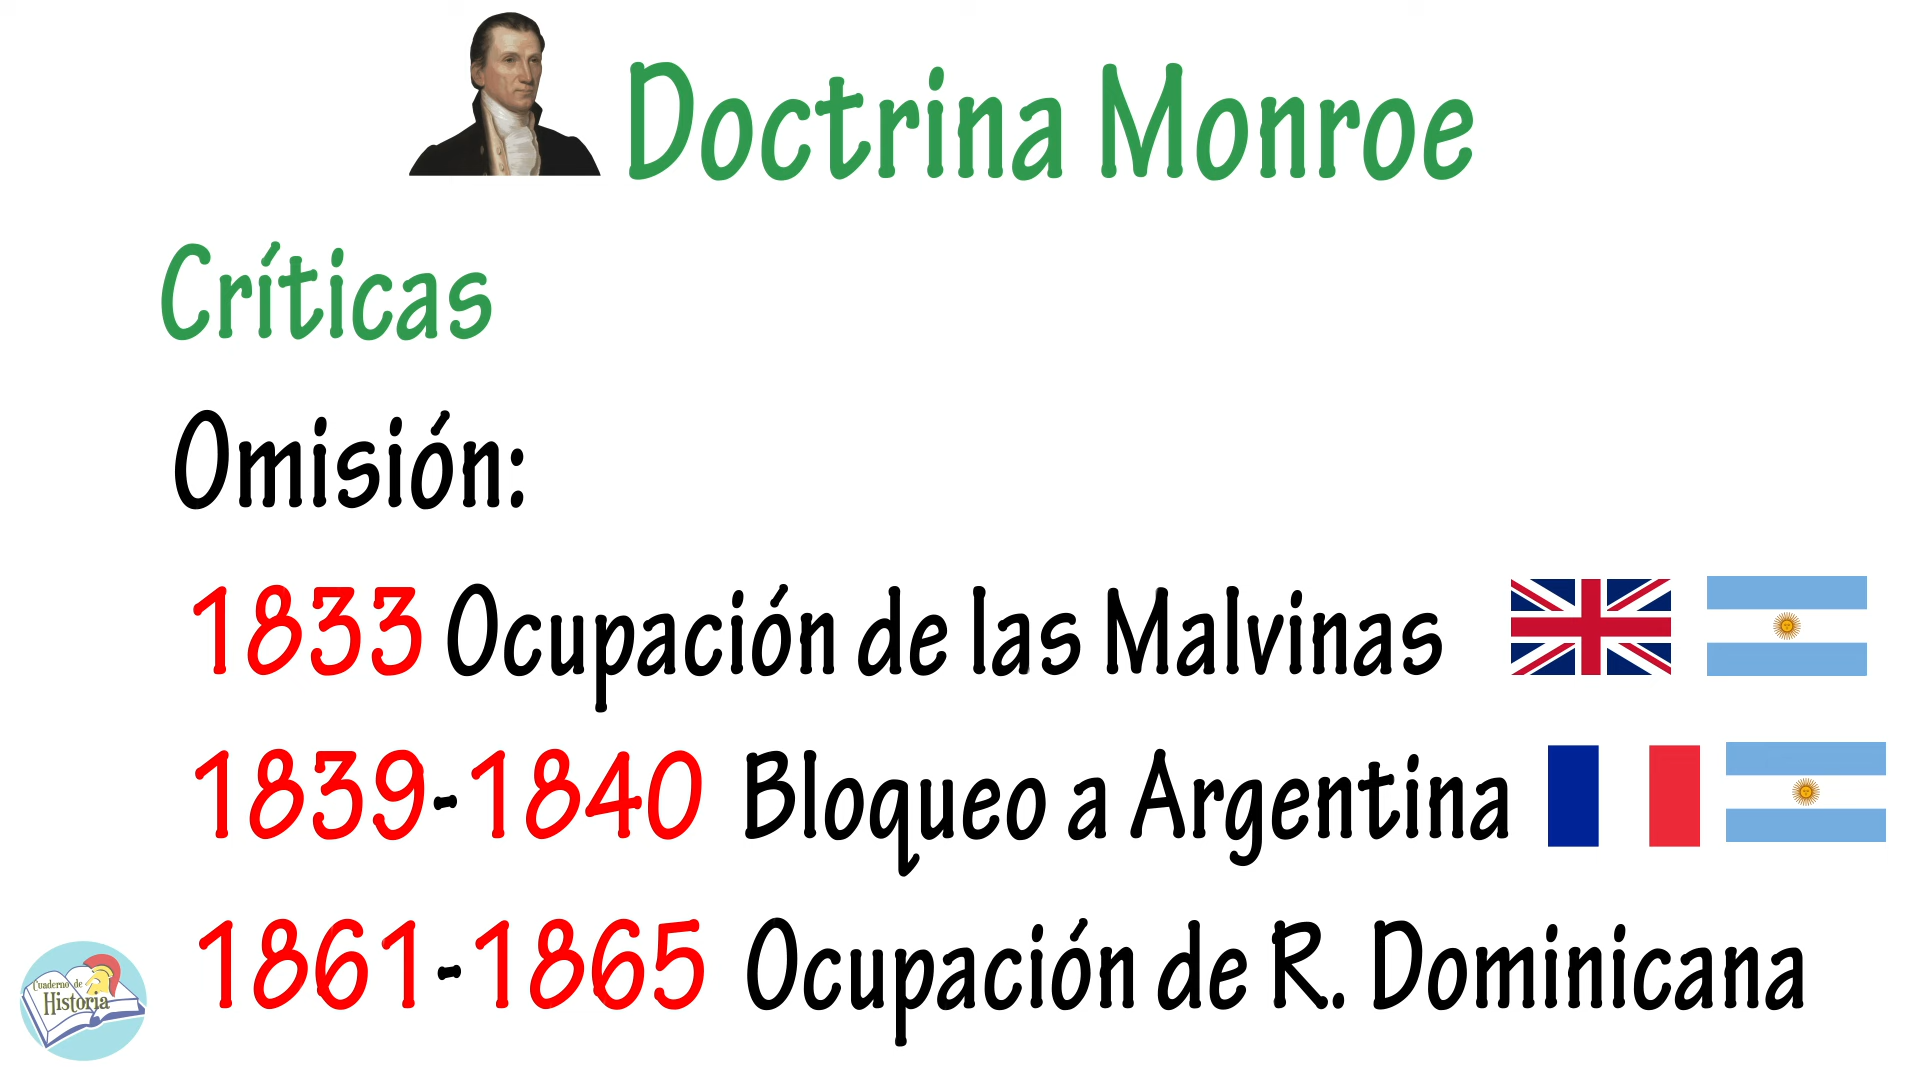 Doctrina Monroe
Críticas
Omisión:
1833 Ocupación de las Malvinas
1839-1840 Bloqueo a Argentina
1861-1865 Ocupación de R. Dominicana
Cuaderno de
Historia